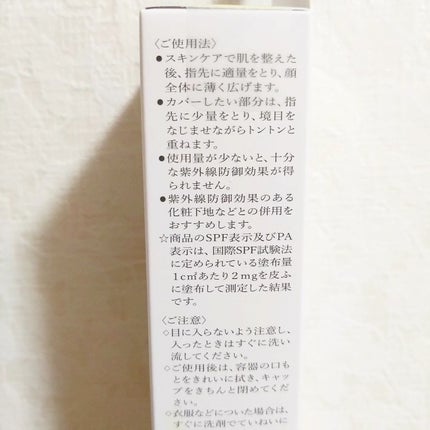 〈ご使用法〉
●スキンケアで肌を整えた
後、指先に適量をとり、顔
全体に薄く広げます。
●カバーしたい部分は、指
先に少量をとり、境目を
なじませながらトントンと
重ねます。
●使用量が少ないと、十分
な紫外線防御効果が得
られません。
●紫外線防御効果のある
化粧下地などとの併用を
おすすめします。
☆商品のSPF表示及びPA
表示は、国際SPF試験法
に定められている塗布量
1㎠あたり2㎎を皮ふ
に塗布して測定した結果
です。
〈ご注意〉
○目に入らないよう注意し、
入ったときはすぐに洗い
流してください。
○ご使用後は、容器の口も
とをきれいに拭き、キャッ
プをきちんと閉めてくださ
い。
○衣服などについた場合は、
すぐに洗剤でていねいに